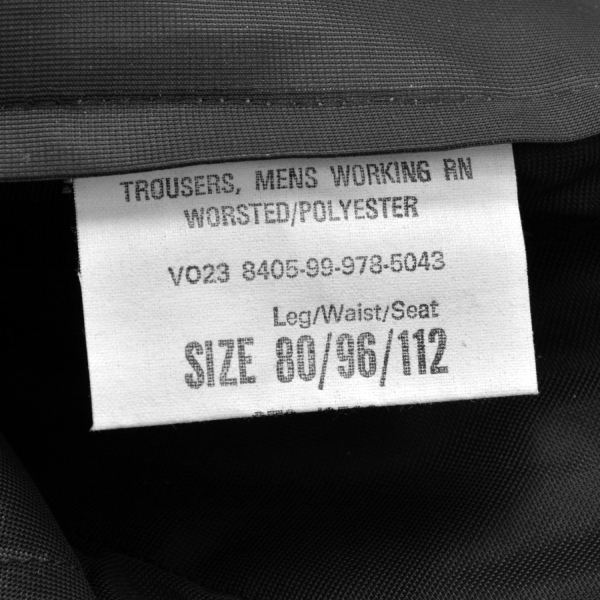 TROUSERS, MENS WORKING RN
WORSTED/POLYESTER
VO23 8405-99-978-5043
Leg/Waist/Seat
SIZE 80/96/112